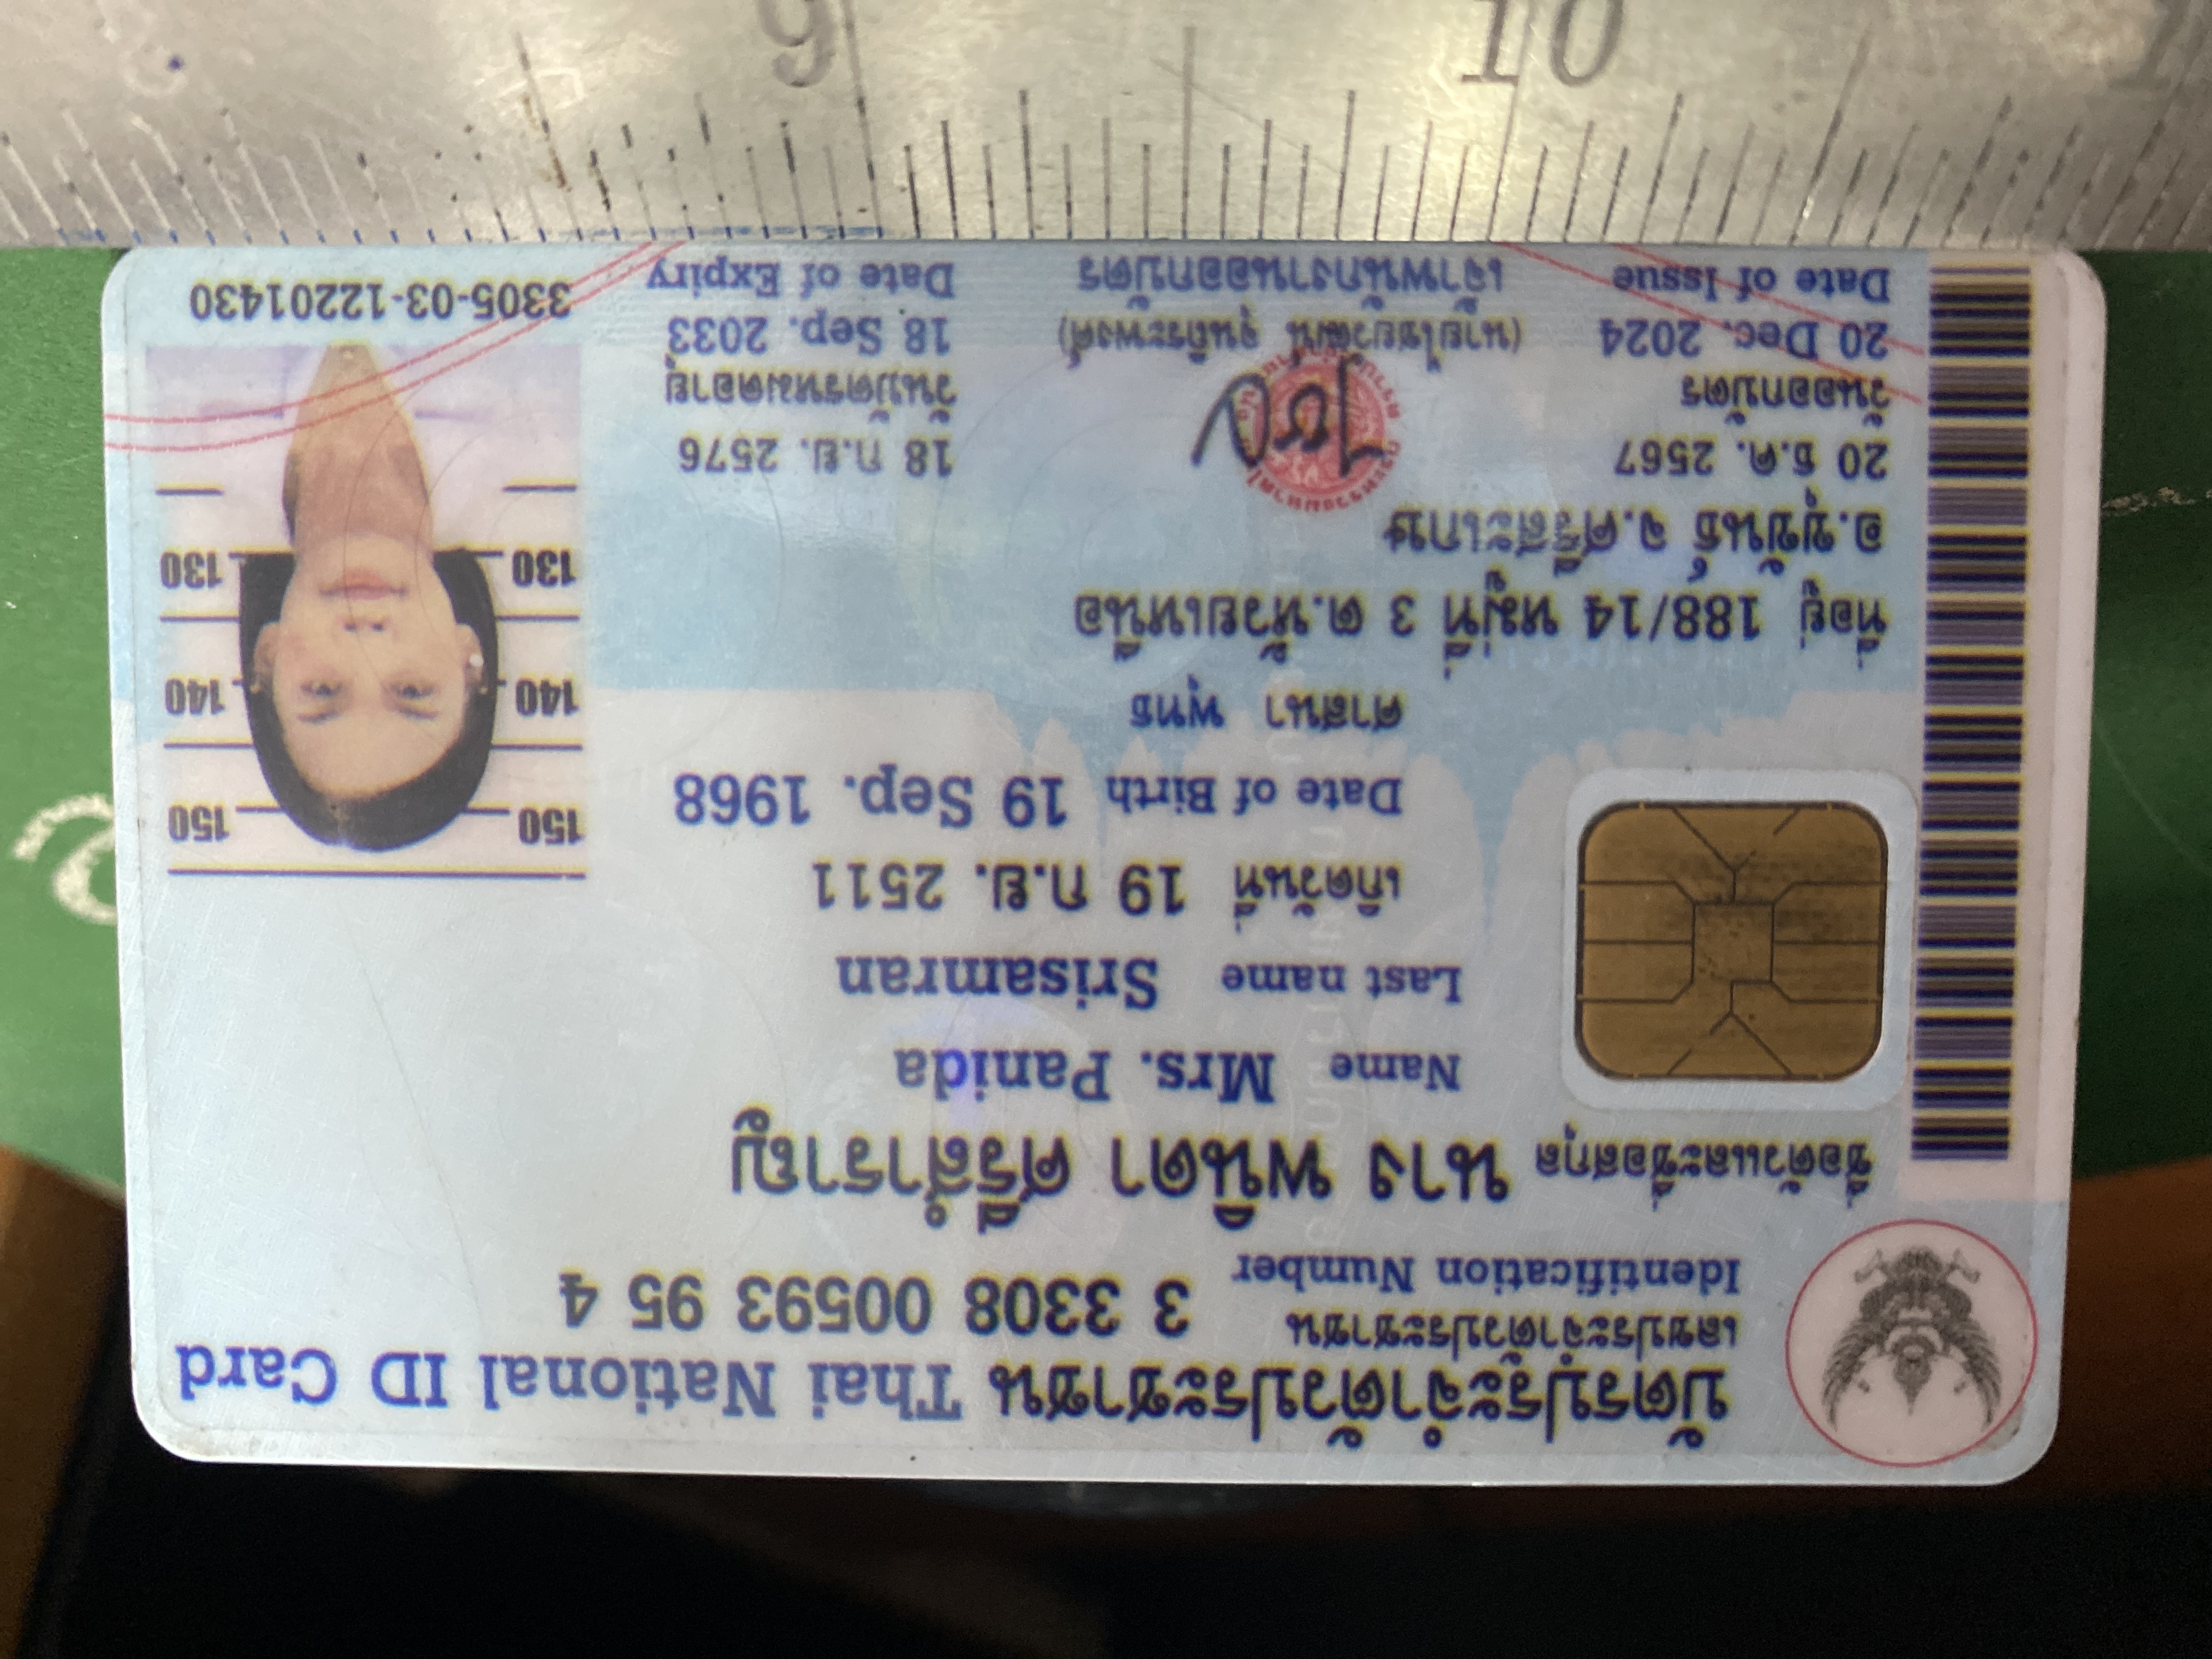 บัตรประจำตัวประชาชน Thai National ID Card
เลขประจำตัวประชาชน
Identification Number 3 3308 00593 95 4
ชื่อตัวและชื่อสกุล นาง พนิดา ศรีสำราญ
Name Mrs. Panida
Last name Srisamran
เกิดวันที่ 19 ก.ย. 2511
Date of Birth 19 Sep. 1968
ศาสนา พุทธ
ที่อยู่ 188/14 หมู่ที่ 3 ต.ห้วยเหนือ
อ.ขุขันธ์ จ.ศรีสะเกษ
20 ธ.ค. 2567
วันออกบัตร
20 Dec. 2024
Date of Issue
เจ้าพนักงานออกบัตร
18 ก.ย. 2576
วันบัตรหมดอายุ
18 Sep. 2033
Date of Expiry
150 150
140 140
130 130
3305-03-12201430
9 10